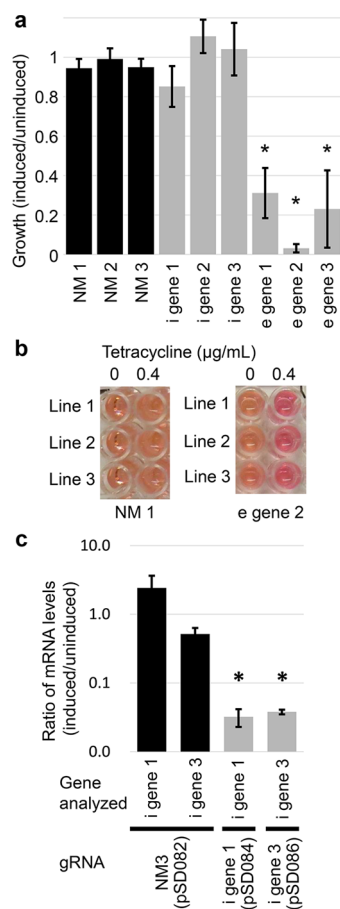 a
Growth (induced/uninduced)
1
0.8
0.6
0.4
0.2
0
* * *
NM 1
NM 2
NM 3
i gene 1
i gene 2
i gene 3
e gene 1
e gene 2
e gene 3
b
Tetracycline (µg/mL)
0 0.4 0 0.4
Line 1 Line 1
Line 2 Line 2
Line 3 Line 3
NM 1 e gene 2
c
Ratio of mRNA levels
(induced/uninduced)
10.0
1.0
0.1
0.0
* *
Gene
analyzed
i gene 1
i gene 3
i gene 1
i gene 3
gRNA
NM3
(pSD082)
i gene 1
(pSD084)
i gene 3
(pSD086)